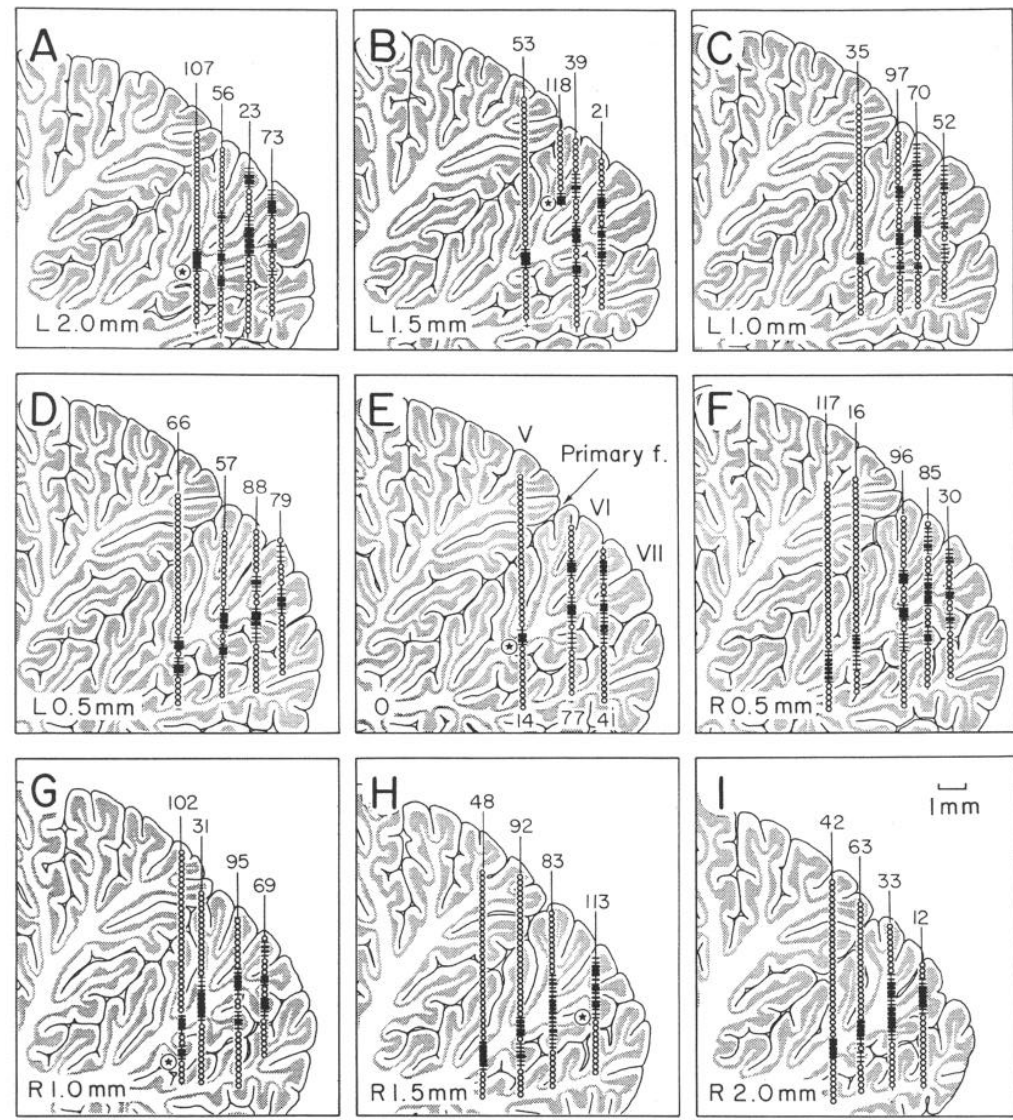 A
107
56
23
73
L 2.0 mm
B
53
118
39
21
L 1.5 mm
C
35
97
70
52
L 1.0 mm
D
66
57
88
79
L 0.5 mm
E
V
Primary f.
VI
VII
0
14
77
41
F
117
16
96
85
30
R 0.5 mm
G
102
31
95
69
R 1.0 mm
H
48
92
83
113
R 1.5 mm
I
1 mm
42
63
33
12
R 2.0 mm